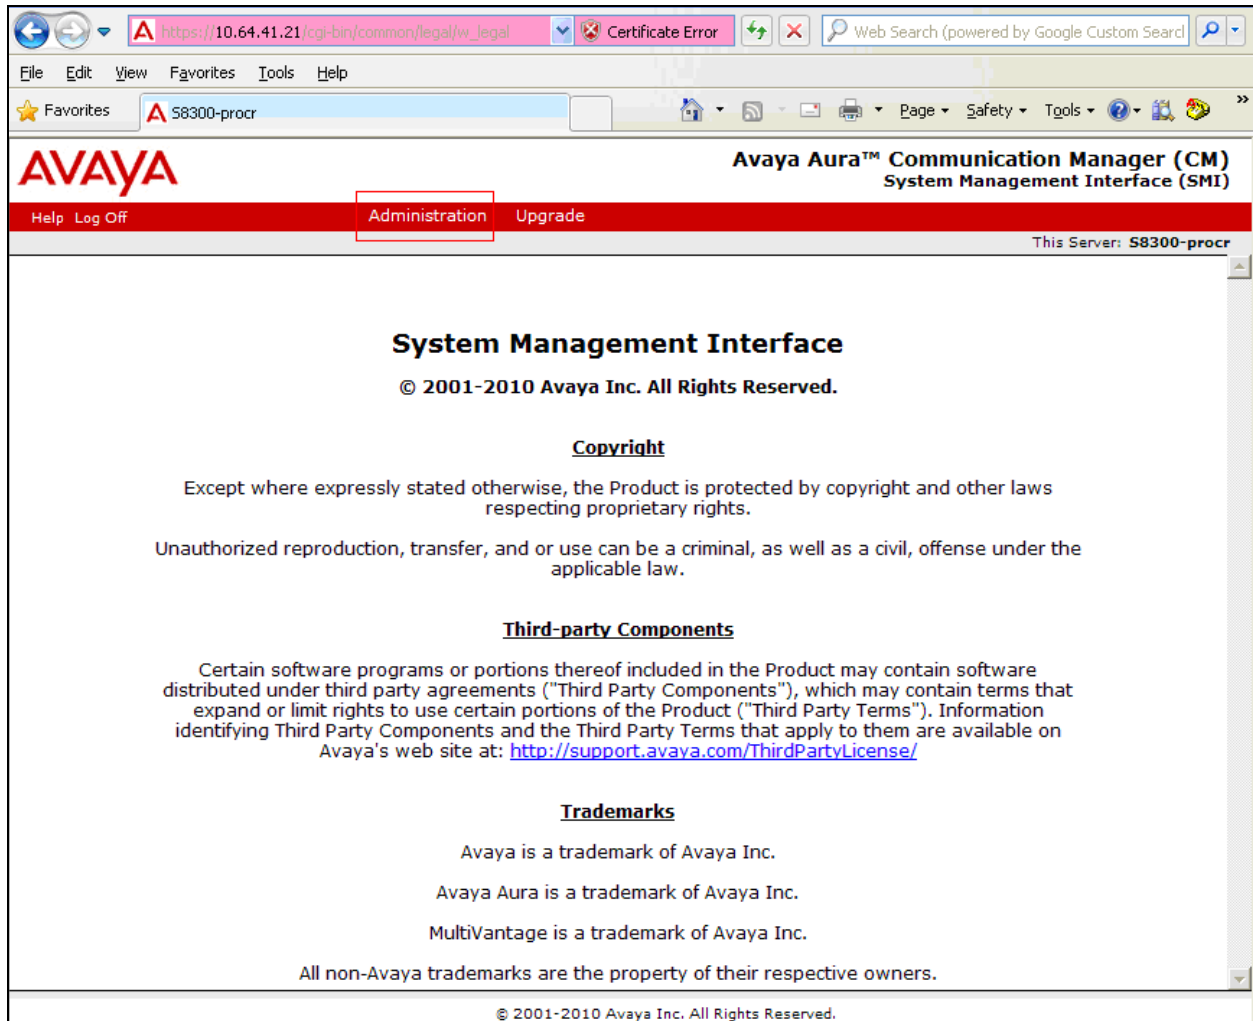 https://10.64.41.21/cgi-bin/common/legal/w_legal
Certificate Error
Web Search (powered by Google Custom Searcl
File Edit View Favorites Tools Help
Favorites
S8300-procr
Page Safety Tools »
AVAYA
Avaya Aura™ Communication Manager (CM)
System Management Interface (SMI)
Help Log Off
Administration
Upgrade
This Server: S8300-procr
System Management Interface
© 2001-2010 Avaya Inc. All Rights Reserved.
Copyright
Except where expressly stated otherwise, the Product is protected by copyright and other laws
respecting proprietary rights.
Unauthorized reproduction, transfer, and or use can be a criminal, as well as a civil, offense under the
applicable law.
Third-party Components
Certain software programs or portions thereof included in the Product may contain software
distributed under third party agreements ("Third Party Components"), which may contain terms that
expand or limit rights to use certain portions of the Product ("Third Party Terms"). Information
identifying Third Party Components and the Third Party Terms that apply to them are available on
Avaya's web site at: http://support.avaya.com/ThirdPartyLicense/
Trademarks
Avaya is a trademark of Avaya Inc.
Avaya Aura is a trademark of Avaya Inc.
MultiVantage is a trademark of Avaya Inc.
All non-Avaya trademarks are the property of their respective owners.
© 2001-2010 Avaya Inc. All Rights Reserved.